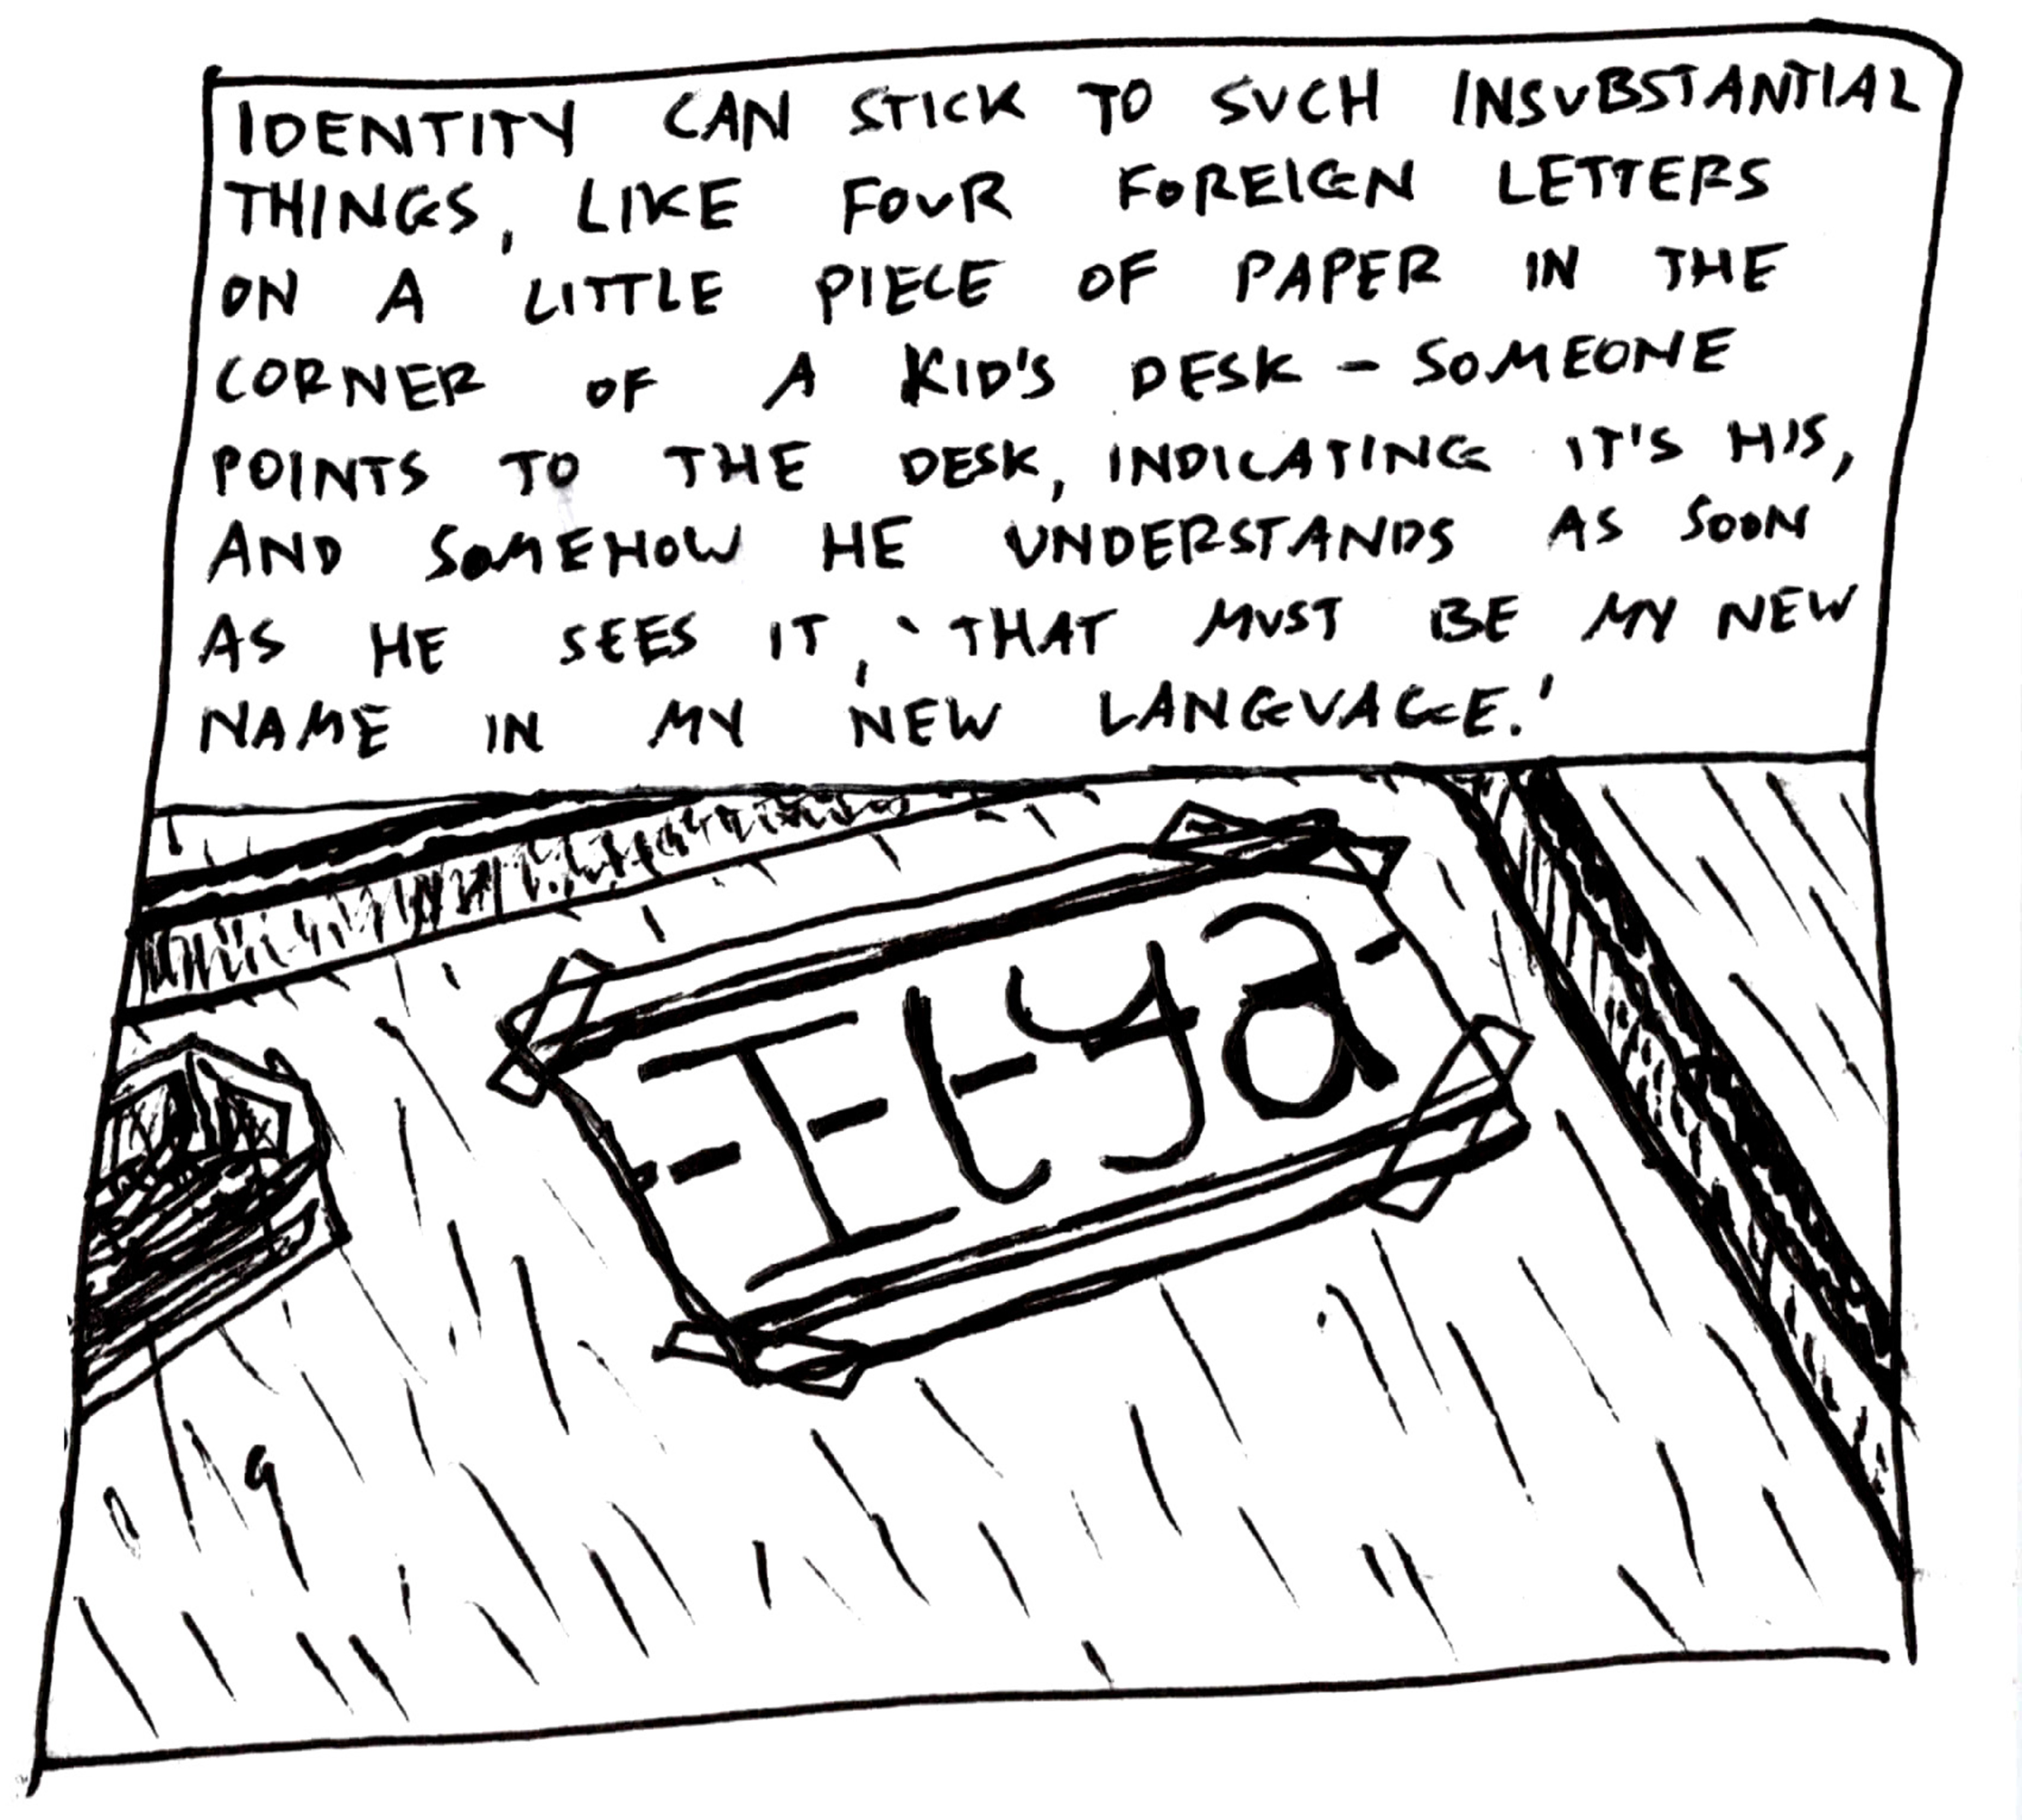 IDENTITY CAN STICK TO SUCH INSUBSTANTIAL
THINGS, LIKE FOUR FOREIGN LETTERS
ON A LITTLE PIECE OF PAPER IN THE
CORNER OF A KID'S DESK – SOMEONE
POINTS TO THE DESK, INDICATING IT'S HIS,
AND SOMEHOW HE UNDERSTANDS AS SOON
AS HE SEES IT, 'THAT MUST BE MY NEW
NAME IN MY NEW LANGUAGE.'
- I-tya -